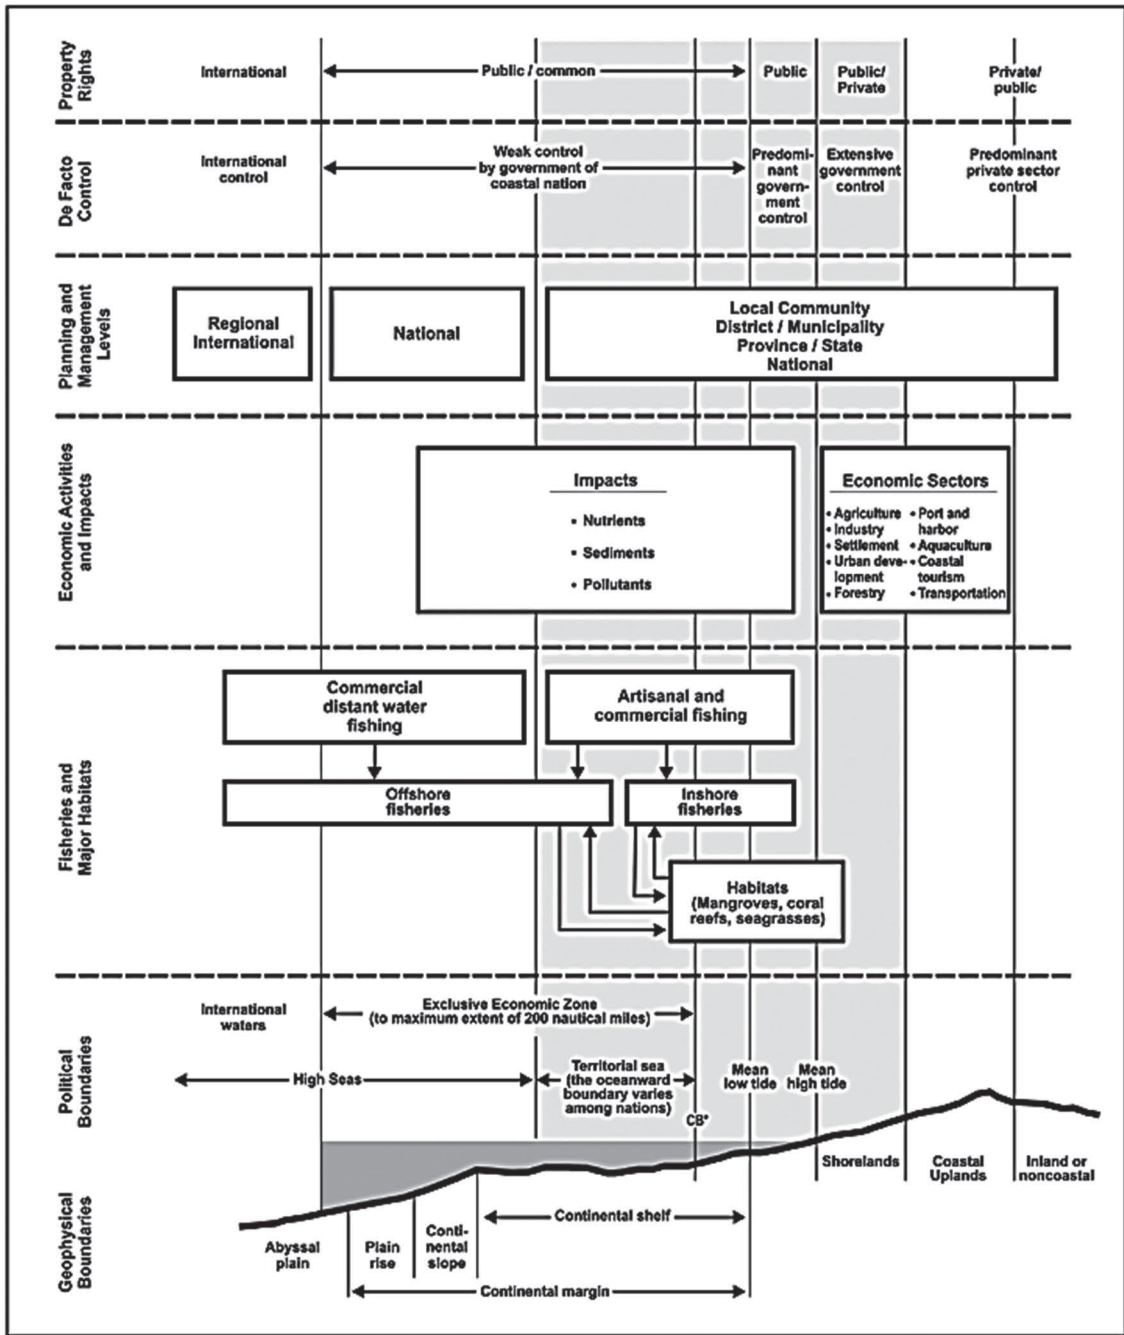 Property
Rights
International
Public / common
Public
Public/
Private
Private/
public
De Facto
Control
International
control
Weak control
by government of
coastal nation
Predomi-
nant
govern-
ment
control
Extensive
government
control
Predominant
private sector
control
Planning and
Management
Levels
Regional
International
National
Local Community
District / Municipality
Province / State
National
Economic Activities
and Impacts
Impacts
• Nutrients
• Sediments
• Pollutants
Economic Sectors
• Agriculture
• Industry
• Settlement
• Urban deve-
lopment
• Forestry
• Port and
harbor
• Aquaculture
• Coastal
tourism
• Transportation
Fisheries and
Major Habitats
Commercial
distant water
fishing
Artisanal and
commercial fishing
Offshore
fisheries
Inshore
fisheries
Habitats
(Mangroves, coral
reefs, seagrasses)
Political
Boundaries
International
waters
Exclusive Economic Zone
(to maximum extent of 200 nautical miles)
High Seas
Territorial sea
(the oceanward
boundary varies
among nations)
CB*
Mean
low tide
Mean
high tide
Shorelands
Coastal
Uplands
Inland or
noncoastal
Geophysical
Boundaries
Abyssal
plain
Plain
rise
Conti-
nental
slope
Continental shelf
Continental margin